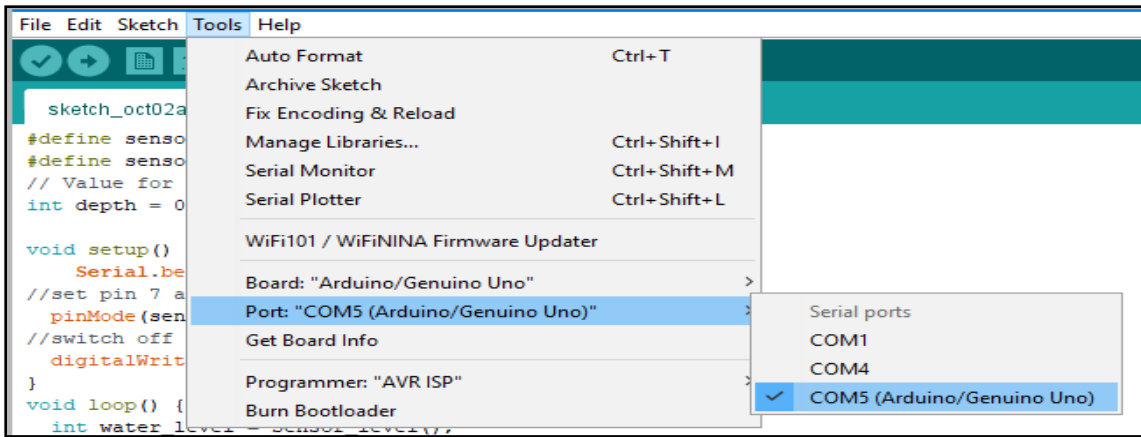 File Edit Sketch Tools Help
Auto Format Ctrl+T
Archive Sketch
Fix Encoding & Reload
Manage Libraries... Ctrl+Shift+I
Serial Monitor Ctrl+Shift+M
Serial Plotter Ctrl+Shift+L
WiFi101 / WiFiNINA Firmware Updater
Board: "Arduino/Genuino Uno"
Port: "COM5 (Arduino/Genuino Uno)"
Get Board Info
Programmer: "AVR ISP"
Burn Bootloader
Serial ports
COM1
COM4
COM5 (Arduino/Genuino Uno)
sketch_oct02a
#define senso
#define senso
// Value for
int depth = 0
void setup()
Serial.be
//set pin 7 a
pinMode(sen
//switch off
digitalWrit
}
void loop() {
int water_level = sensor_level();